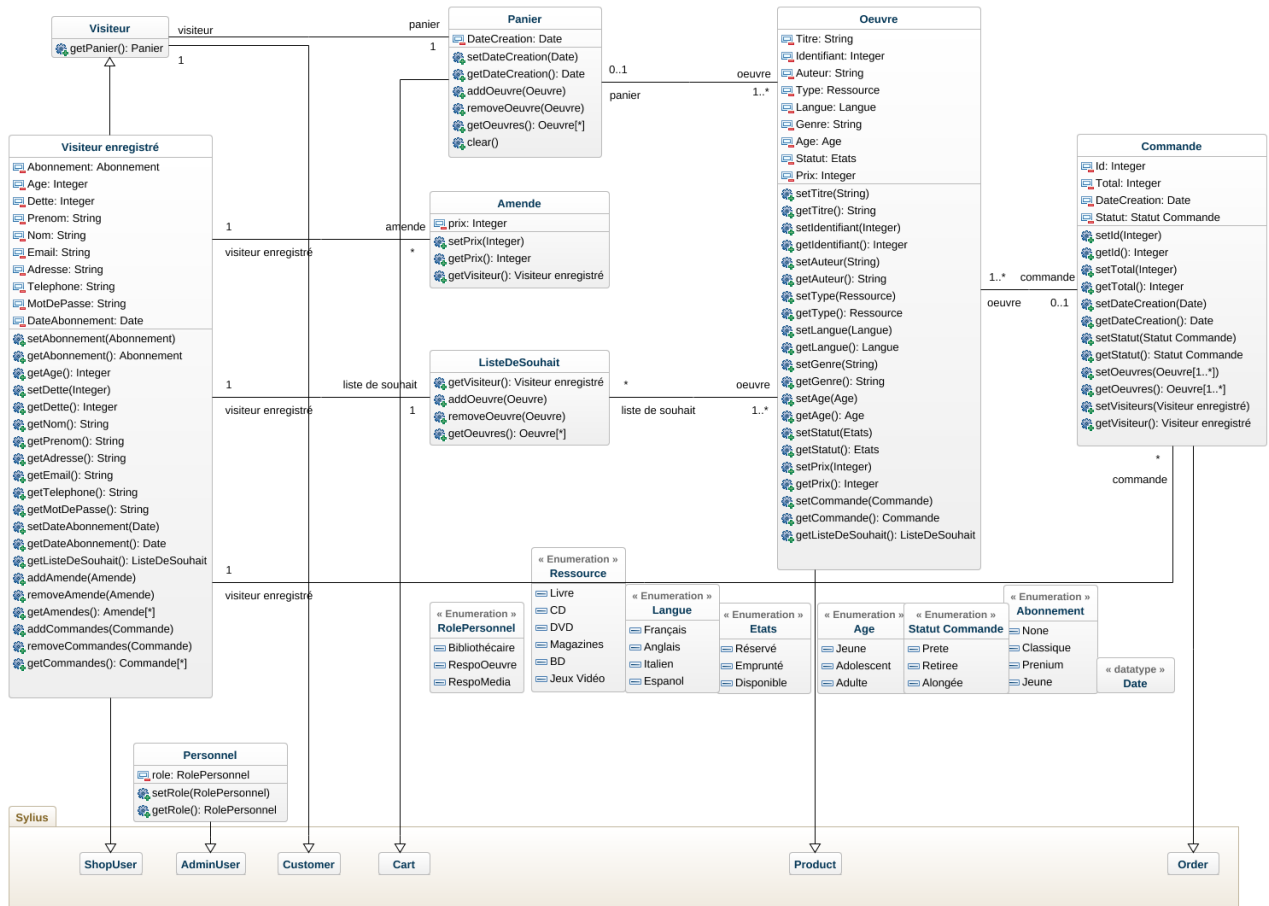 Visiteur
getPanier(): Panier
visiteur
1
panier
1
Panier
DateCreation: Date
setDateCreation(Date)
getDateCreation(): Date
addOeuvre(Oeuvre)
removeOeuvre(Oeuvre)
getOeuvres(): Oeuvre[*]
clear()
0..1
panier
oeuvre
1..*
Oeuvre
Titre: String
Identifiant: Integer
Auteur: String
Type: Ressource
Langue: Langue
Genre: String
Age: Age
Statut: Etats
Prix: Integer
setTitre(String)
getTitre(): String
setIdentifiant(Integer)
getIdentifiant(): Integer
setAuteur(String)
getAuteur(): String
setType(Ressource)
getType(): Ressource
setLangue(Langue)
getLangue(): Langue
setGenre(String)
getGenre(): String
setAge(Age)
getAge(): Age
setStatut(Etats)
getStatut(): Etats
setPrix(Integer)
getPrix(): Integer
setCommande(Commande)
getCommande(): Commande
getListeDeSouhait(): ListeDeSouhait
1..*
oeuvre
commande
0..1
Commande
Id: Integer
Total: Integer
DateCreation: Date
Statut: Statut Commande
setId(Integer)
getId(): Integer
setTotal(Integer)
getTotal(): Integer
setDateCreation(Date)
getDateCreation(): Date
setStatut(Statut Commande)
getStatut(): Statut Commande
setOeuvres(Oeuvre[1..*])
getOeuvres(): Oeuvre[1..*]
setVisiteurs(Visiteur enregistré)
getVisiteur(): Visiteur enregistré
*
commande
Visiteur enregistré
Abonnement: Abonnement
Age: Integer
Dette: Integer
Prenom: String
Nom: String
Email: String
Adresse: String
Telephone: String
MotDePasse: String
DateAbonnement: Date
setAbonnement(Abonnement)
getAbonnement(): Abonnement
getAge(): Integer
setDette(Integer)
getDette(): Integer
getNom(): String
getPrenom(): String
getAdresse(): String
getEmail(): String
getTelephone(): String
getMotDePasse(): String
setDateAbonnement(Date)
getDateAbonnement(): Date
getListeDeSouhait(): ListeDeSouhait
addAmende(Amende)
removeAmende(Amende)
getAmendes(): Amende[*]
addCommandes(Commande)
removeCommandes(Commande)
getCommandes(): Commande[*]
1
visiteur enregistré
amende
*
Amende
prix: Integer
setPrix(Integer)
getPrix(): Integer
getVisiteur(): Visiteur enregistré
1
visiteur enregistré
liste de souhait
1
ListeDeSouhait
getVisiteur(): Visiteur enregistré
addOeuvre(Oeuvre)
removeOeuvre(Oeuvre)
getOeuvres(): Oeuvre[*]
*
liste de souhait
oeuvre
1..*
1
visiteur enregistré
« Enumeration »
RolePersonnel
Bibliothécaire
RespoOeuvre
RespoMedia
« Enumeration »
Ressource
Livre
CD
DVD
Magazines
BD
Jeux Vidéo
« Enumeration »
Langue
Français
Anglais
Italien
Espanol
« Enumeration »
Etats
Réservé
Emprunté
Disponible
« Enumeration »
Age
Jeune
Adolescent
Adulte
« Enumeration »
Statut Commande
Prete
Retiree
Alongée
« Enumeration »
Abonnement
None
Classique
Prenium
Jeune
« datatype »
Date
Personnel
role: RolePersonnel
setRole(RolePersonnel)
getRole(): RolePersonnel
Sylius
ShopUser
AdminUser
Customer
Cart
Product
Order